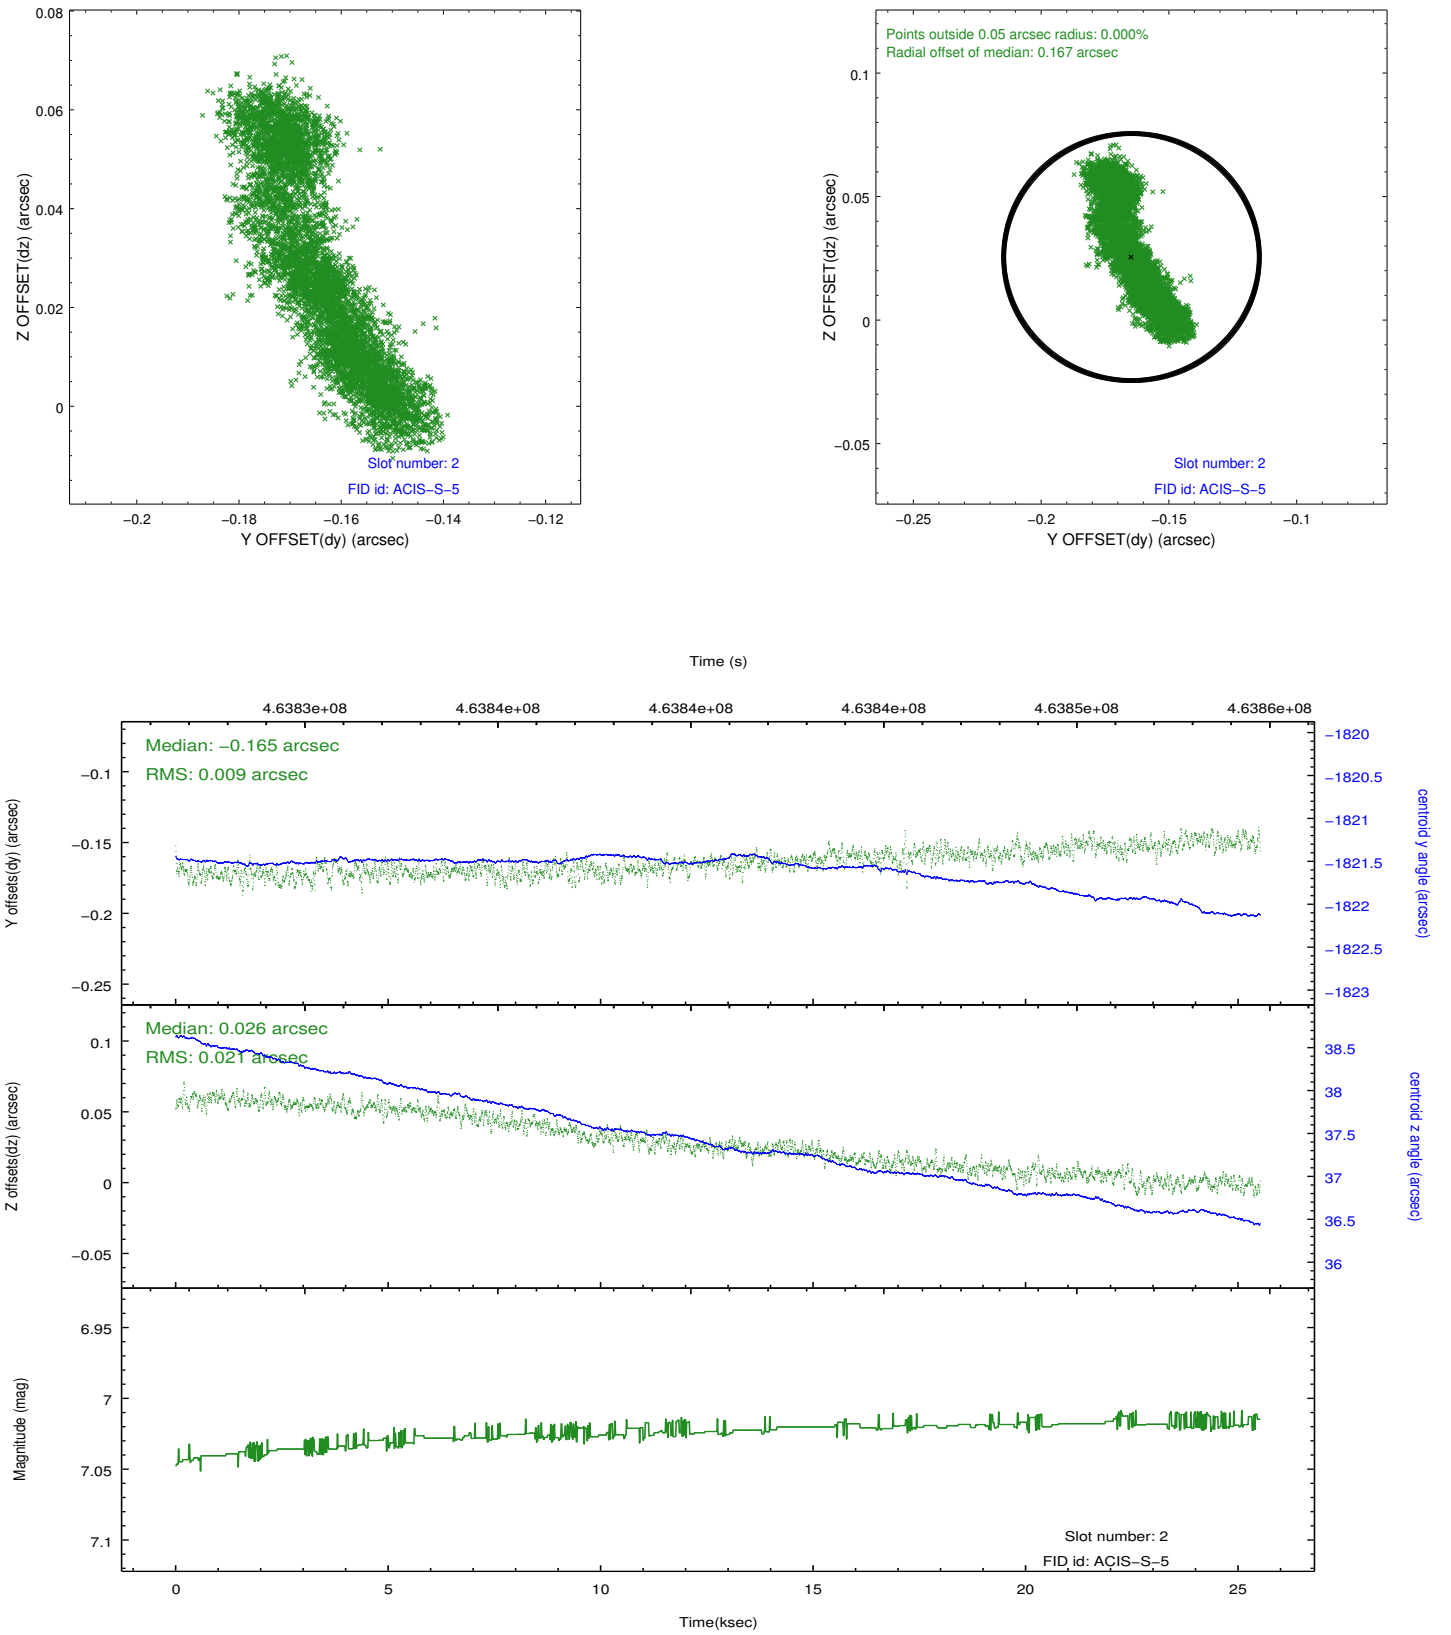 0.08
0.06
0.04
0.02
0
Z OFFSET(dz) (arcsec)
Slot number: 2
FID id: ACIS−S−5
−0.2
−0.18
−0.16
−0.14
−0.12
Y OFFSET(dy) (arcsec)
Points outside 0.05 arcsec radius: 0.000%
Radial offset of median: 0.167 arcsec
0.1
0.05
0
−0.05
Z OFFSET(dz) (arcsec)
Slot number: 2
FID id: ACIS−S−5
−0.25
−0.2
−0.15
−0.1
Y OFFSET(dy) (arcsec)
Time (s)
4.6383e+08
4.6384e+08
4.6384e+08
4.6384e+08
4.6385e+08
4.6386e+08
Median: −0.165 arcsec
RMS: 0.009 arcsec
−0.1
−0.15
−0.2
−0.25
Y offsets(dy) (arcsec)
−1820
−1820.5
−1821
−1821.5
−1822
−1822.5
−1823
centroid y angle (arcsec)
Median: 0.026 arcsec
RMS: 0.021 arcsec
0.1
0.05
0
−0.05
Z offsets(dz) (arcsec)
38.5
38
37.5
37
36.5
36
centroid z angle (arcsec)
6.95
7
7.05
7.1
Magnitude (mag)
Slot number: 2
FID id: ACIS−S−5
0
5
10
15
20
25
Time(ksec)